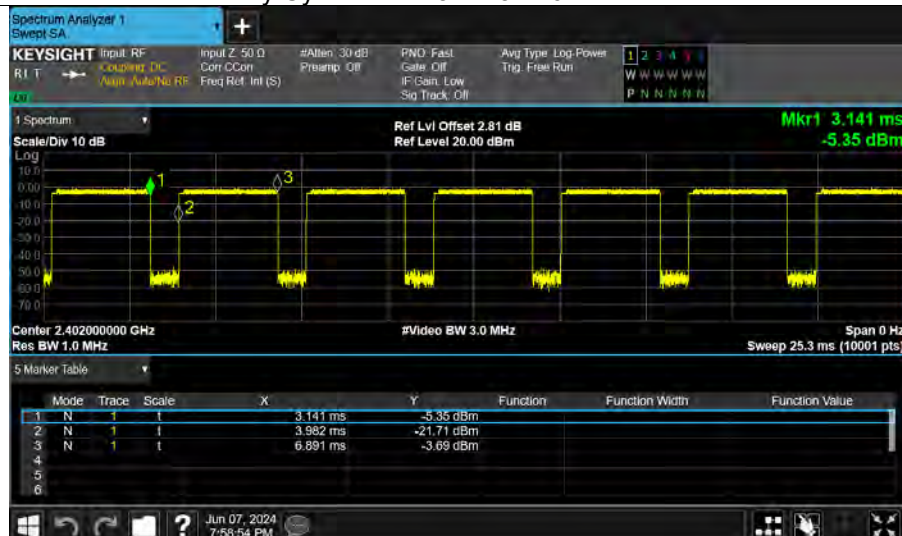 Spectrum Analyzer 1
Swept SA
+
KEYSIGHT Input: RF Input Z: 50 Ω #Atten: 30 dB PNO: Fast Avg Type: Log-Power 1 2 3 4 5 6
R L T Coupling: DC Corr CCorr Preamp: Off Gate: Off Trig: Free Run W W W W W W
Align: Auto/No RF Freq Ref: Int (S) IF Gain: Low P N N N N N
Sig Track: Off
1 Spectrum Ref Lvl Offset 2.81 dB Mkr1 3.141 ms
Scale/Div 10 dB Ref Level 20.00 dBm -5.35 dBm
Log
10.0
0.00
-10.0
-20.0
-30.0
-40.0
-50.0
-60.0
-70.0
1
2
3
Center 2.402000000 GHz #Video BW 3.0 MHz Span 0 Hz
Res BW 1.0 MHz Sweep 25.3 ms (10001 pts)
5 Marker Table
Mode Trace Scale X Y Function Function Width Function Value
1 N 1 t 3.141 ms -5.35 dBm
2 N 1 t 3.982 ms -21.71 dBm
3 N 1 t 6.891 ms -3.69 dBm
4
5
6
? Jun 07, 2024
7:58:54 PM